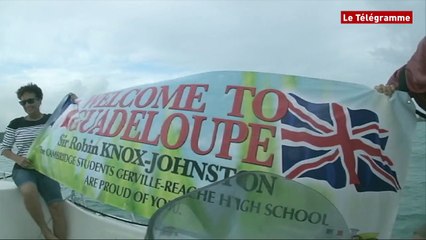 Le Télégramme
WELCOME TO
GUADELOUPE
Sir Robin KNOX-JOHNSTON
The CAMBRIDGE STUDENTS GERVILLE-REACHE HIGH SCHOOL
ARE PROUD OF YOU